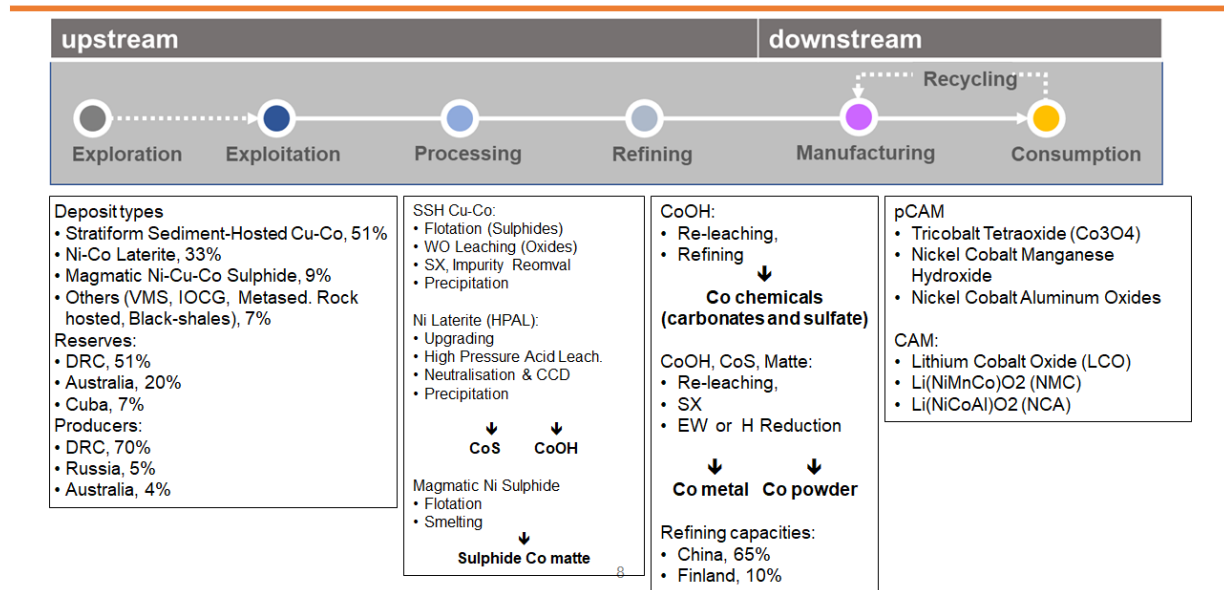 upstream
downstream
Recycling
Exploration
Exploitation
Processing
Refining
Manufacturing
Consumption
Deposit types
• Stratiform Sediment-Hosted Cu-Co, 51%
• Ni-Co Laterite, 33%
• Magmatic Ni-Cu-Co Sulphide, 9%
• Others (VMS, IOCG, Metased. Rock
hosted, Black-shales), 7%
Reserves:
• DRC, 51%
• Australia, 20%
• Cuba, 7%
Producers:
• DRC, 70%
• Russia, 5%
• Australia, 4%
SSH Cu-Co:
• Flotation (Sulphides)
• WO Leaching (Oxides)
• SX, Impurity Reomval
• Precipitation
Ni Laterite (HPAL):
• Upgrading
• High Pressure Acid Leach.
• Neutralisation & CCD
• Precipitation
CoS CoOH
Magmatic Ni Sulphide
• Flotation
• Smelting
Sulphide Co matte
8
CoOH:
• Re-leaching,
• Refining
Co chemicals
(carbonates and sulfate)
CoOH, CoS, Matte:
• Re-leaching,
• SX
• EW or H Reduction
Co metal Co powder
Refining capacities:
• China, 65%
• Finland, 10%
pCAM
• Tricobalt Tetraoxide (Co3O4)
• Nickel Cobalt Manganese
Hydroxide
• Nickel Cobalt Aluminum Oxides
CAM:
• Lithium Cobalt Oxide (LCO)
• Li(NiMnCo)O2 (NMC)
• Li(NiCoAl)O2 (NCA)